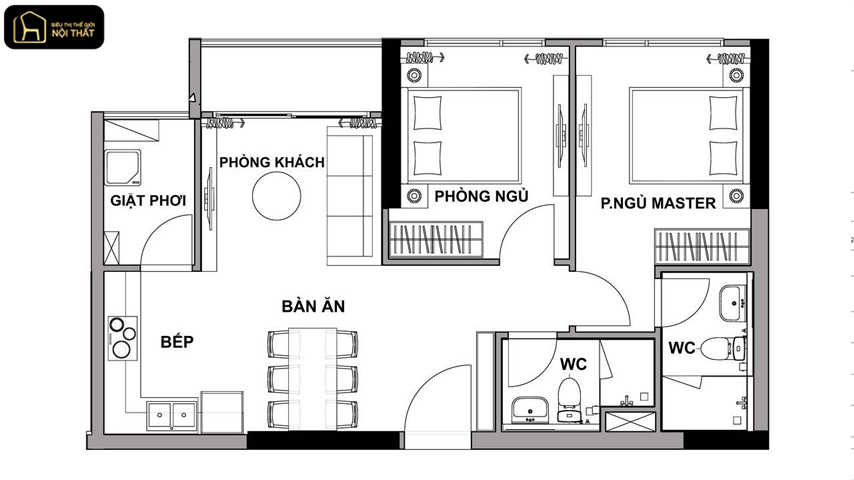 SIÊU THỊ THẾ GIỚI
NỘI THẤT
PHÒNG KHÁCH
GIẶT PHƠI
PHÒNG NGỦ
P.NGỦ MASTER
BÀN ĂN
BẾP
WC
WC